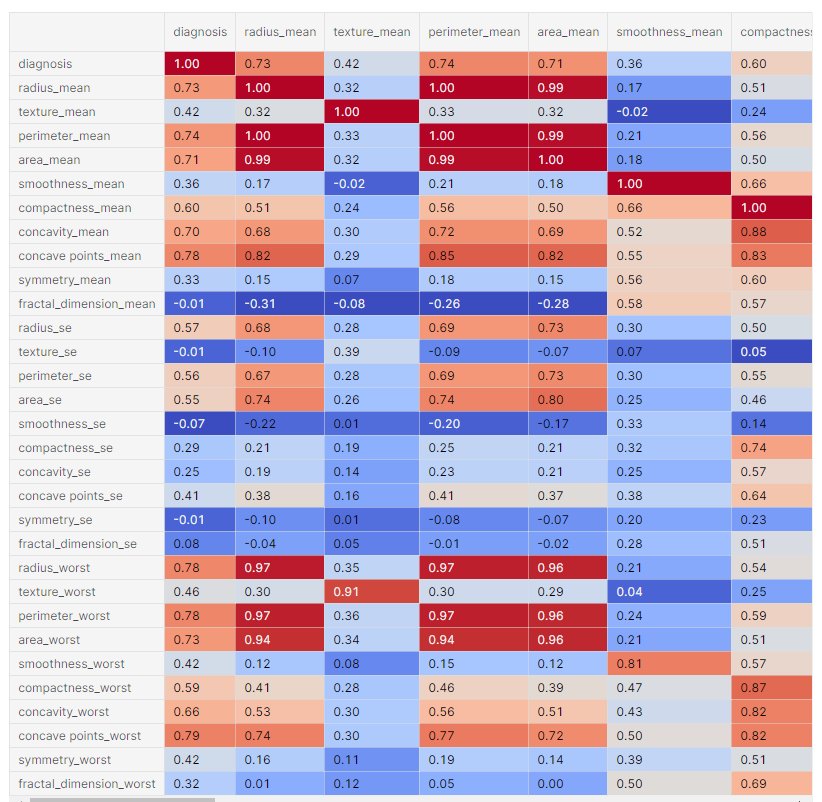 diagnosis radius_mean texture_mean perimeter_mean area_mean smoothness_mean compactness
diagnosis 1.00 0.73 0.42 0.74 0.71 0.36 0.60
radius_mean 0.73 1.00 0.32 1.00 0.99 0.17 0.51
texture_mean 0.42 0.32 1.00 0.33 0.32 -0.02 0.24
perimeter_mean 0.74 1.00 0.33 1.00 0.99 0.21 0.56
area_mean 0.71 0.99 0.32 0.99 1.00 0.18 0.50
smoothness_mean 0.36 0.17 -0.02 0.21 0.18 1.00 0.66
compactness_mean 0.60 0.51 0.24 0.56 0.50 0.66 1.00
concavity_mean 0.70 0.68 0.30 0.72 0.69 0.52 0.88
concave points_mean 0.78 0.82 0.29 0.85 0.82 0.55 0.83
symmetry_mean 0.33 0.15 0.07 0.18 0.15 0.56 0.60
fractal_dimension_mean -0.01 -0.31 -0.08 -0.26 -0.28 0.58 0.57
radius_se 0.57 0.68 0.28 0.69 0.73 0.30 0.50
texture_se -0.01 -0.10 0.39 -0.09 -0.07 0.07 0.05
perimeter_se 0.56 0.67 0.28 0.69 0.73 0.30 0.55
area_se 0.55 0.74 0.26 0.74 0.80 0.25 0.46
smoothness_se -0.07 -0.22 0.01 -0.20 -0.17 0.33 0.14
compactness_se 0.29 0.21 0.19 0.25 0.21 0.32 0.74
concavity_se 0.25 0.19 0.14 0.23 0.21 0.25 0.57
concave points_se 0.41 0.38 0.16 0.41 0.37 0.38 0.64
symmetry_se -0.01 -0.10 0.01 -0.08 -0.07 0.20 0.23
fractal_dimension_se 0.08 -0.04 0.05 -0.01 -0.02 0.28 0.51
radius_worst 0.78 0.97 0.35 0.97 0.96 0.21 0.54
texture_worst 0.46 0.30 0.91 0.30 0.29 0.04 0.25
perimeter_worst 0.78 0.97 0.36 0.97 0.96 0.24 0.59
area_worst 0.73 0.94 0.34 0.94 0.96 0.21 0.51
smoothness_worst 0.42 0.12 0.08 0.15 0.12 0.81 0.57
compactness_worst 0.59 0.41 0.28 0.46 0.39 0.47 0.87
concavity_worst 0.66 0.53 0.30 0.56 0.51 0.43 0.82
concave points_worst 0.79 0.74 0.30 0.77 0.72 0.50 0.82
symmetry_worst 0.42 0.16 0.11 0.19 0.14 0.39 0.51
fractal_dimension_worst 0.32 0.01 0.12 0.05 0.00 0.50 0.69